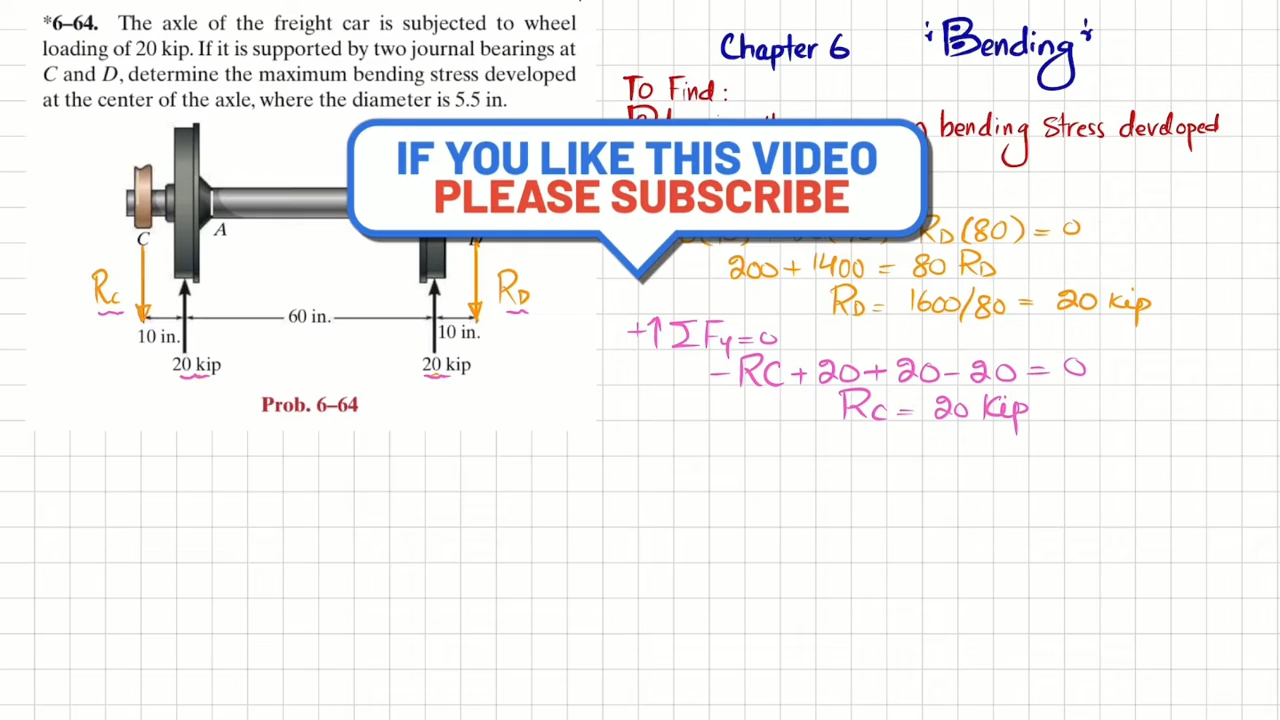 *6–64. The axle of the freight car is subjected to wheel
loading of 20 kip. If it is supported by two journal bearings at
C and D, determine the maximum bending stress developed
at the center of the axle, where the diameter is 5.5 in.
Chapter 6 "Bending"
To Find:
bending Stress developed
IF YOU LIKE THIS VIDEO
PLEASE SUBSCRIBE
C
A
RC
RD
60 in.
10 in.
10 in.
20 kip
20 kip
Prob. 6–64
RD (80) = 0
200 + 1400 = 80 RD
RD = 1600/80 = 20 kip
+↑ ΣFy = 0
- RC + 20 + 20 - 20 = 0
RC = 20 Kip